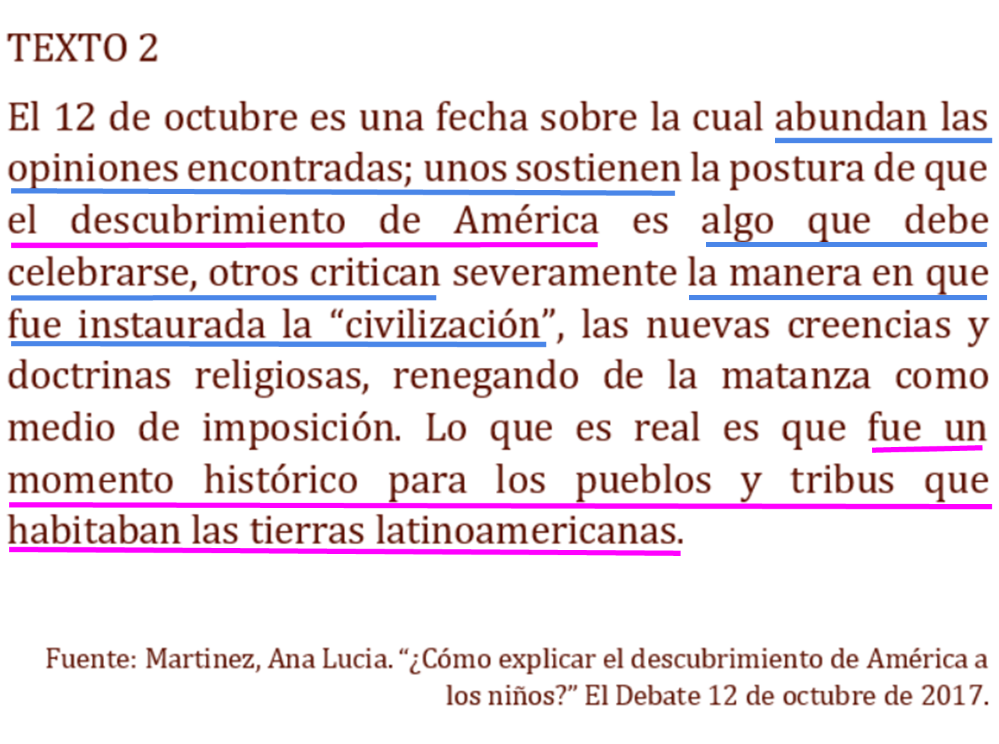 TEXTO 2
El 12 de octubre es una fecha sobre la cual abundan las
opiniones encontradas; unos sostienen la postura de que
el descubrimiento de América es algo que debe
celebrarse, otros critican severamente la manera en que
fue instaurada la “civilización”, las nuevas creencias y
doctrinas religiosas, renegando de la matanza como
medio de imposición. Lo que es real es que fue un
momento histórico para los pueblos y tribus que
habitaban las tierras latinoamericanas.
Fuente: Martinez, Ana Lucia. “¿Cómo explicar el descubrimiento de América a
los niños?” El Debate 12 de octubre de 2017.